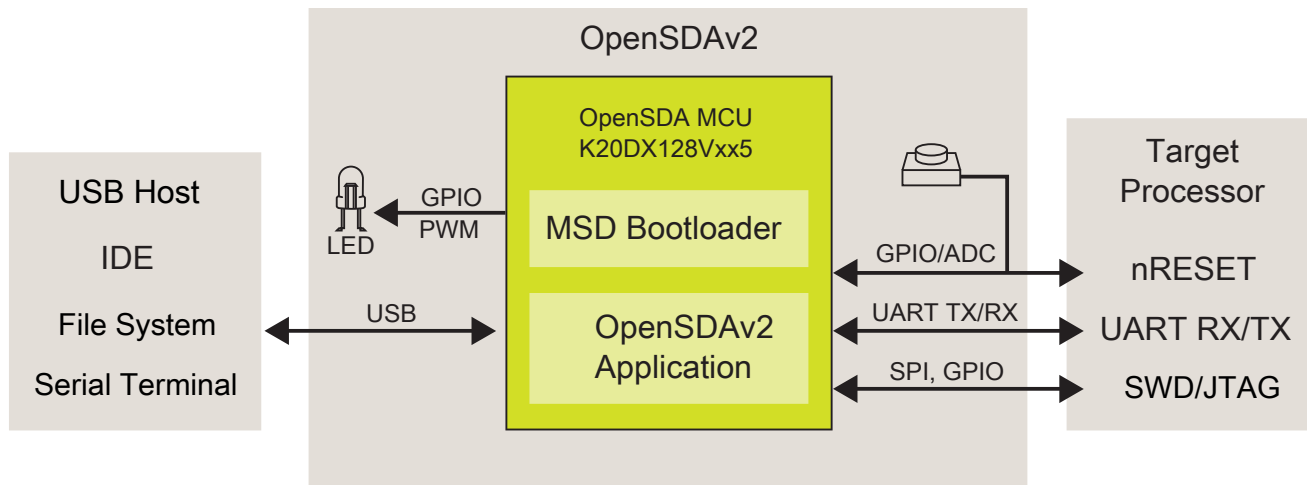 OpenSDAv2
USB Host
IDE
File System
Serial Terminal
LED
GPIO
PWM
USB
OpenSDA MCU
K20DX128Vxx5
MSD Bootloader
OpenSDAv2
Application
GPIO/ADC
UART TX/RX
SPI, GPIO
Target
Processor
nRESET
UART RX/TX
SWD/JTAG